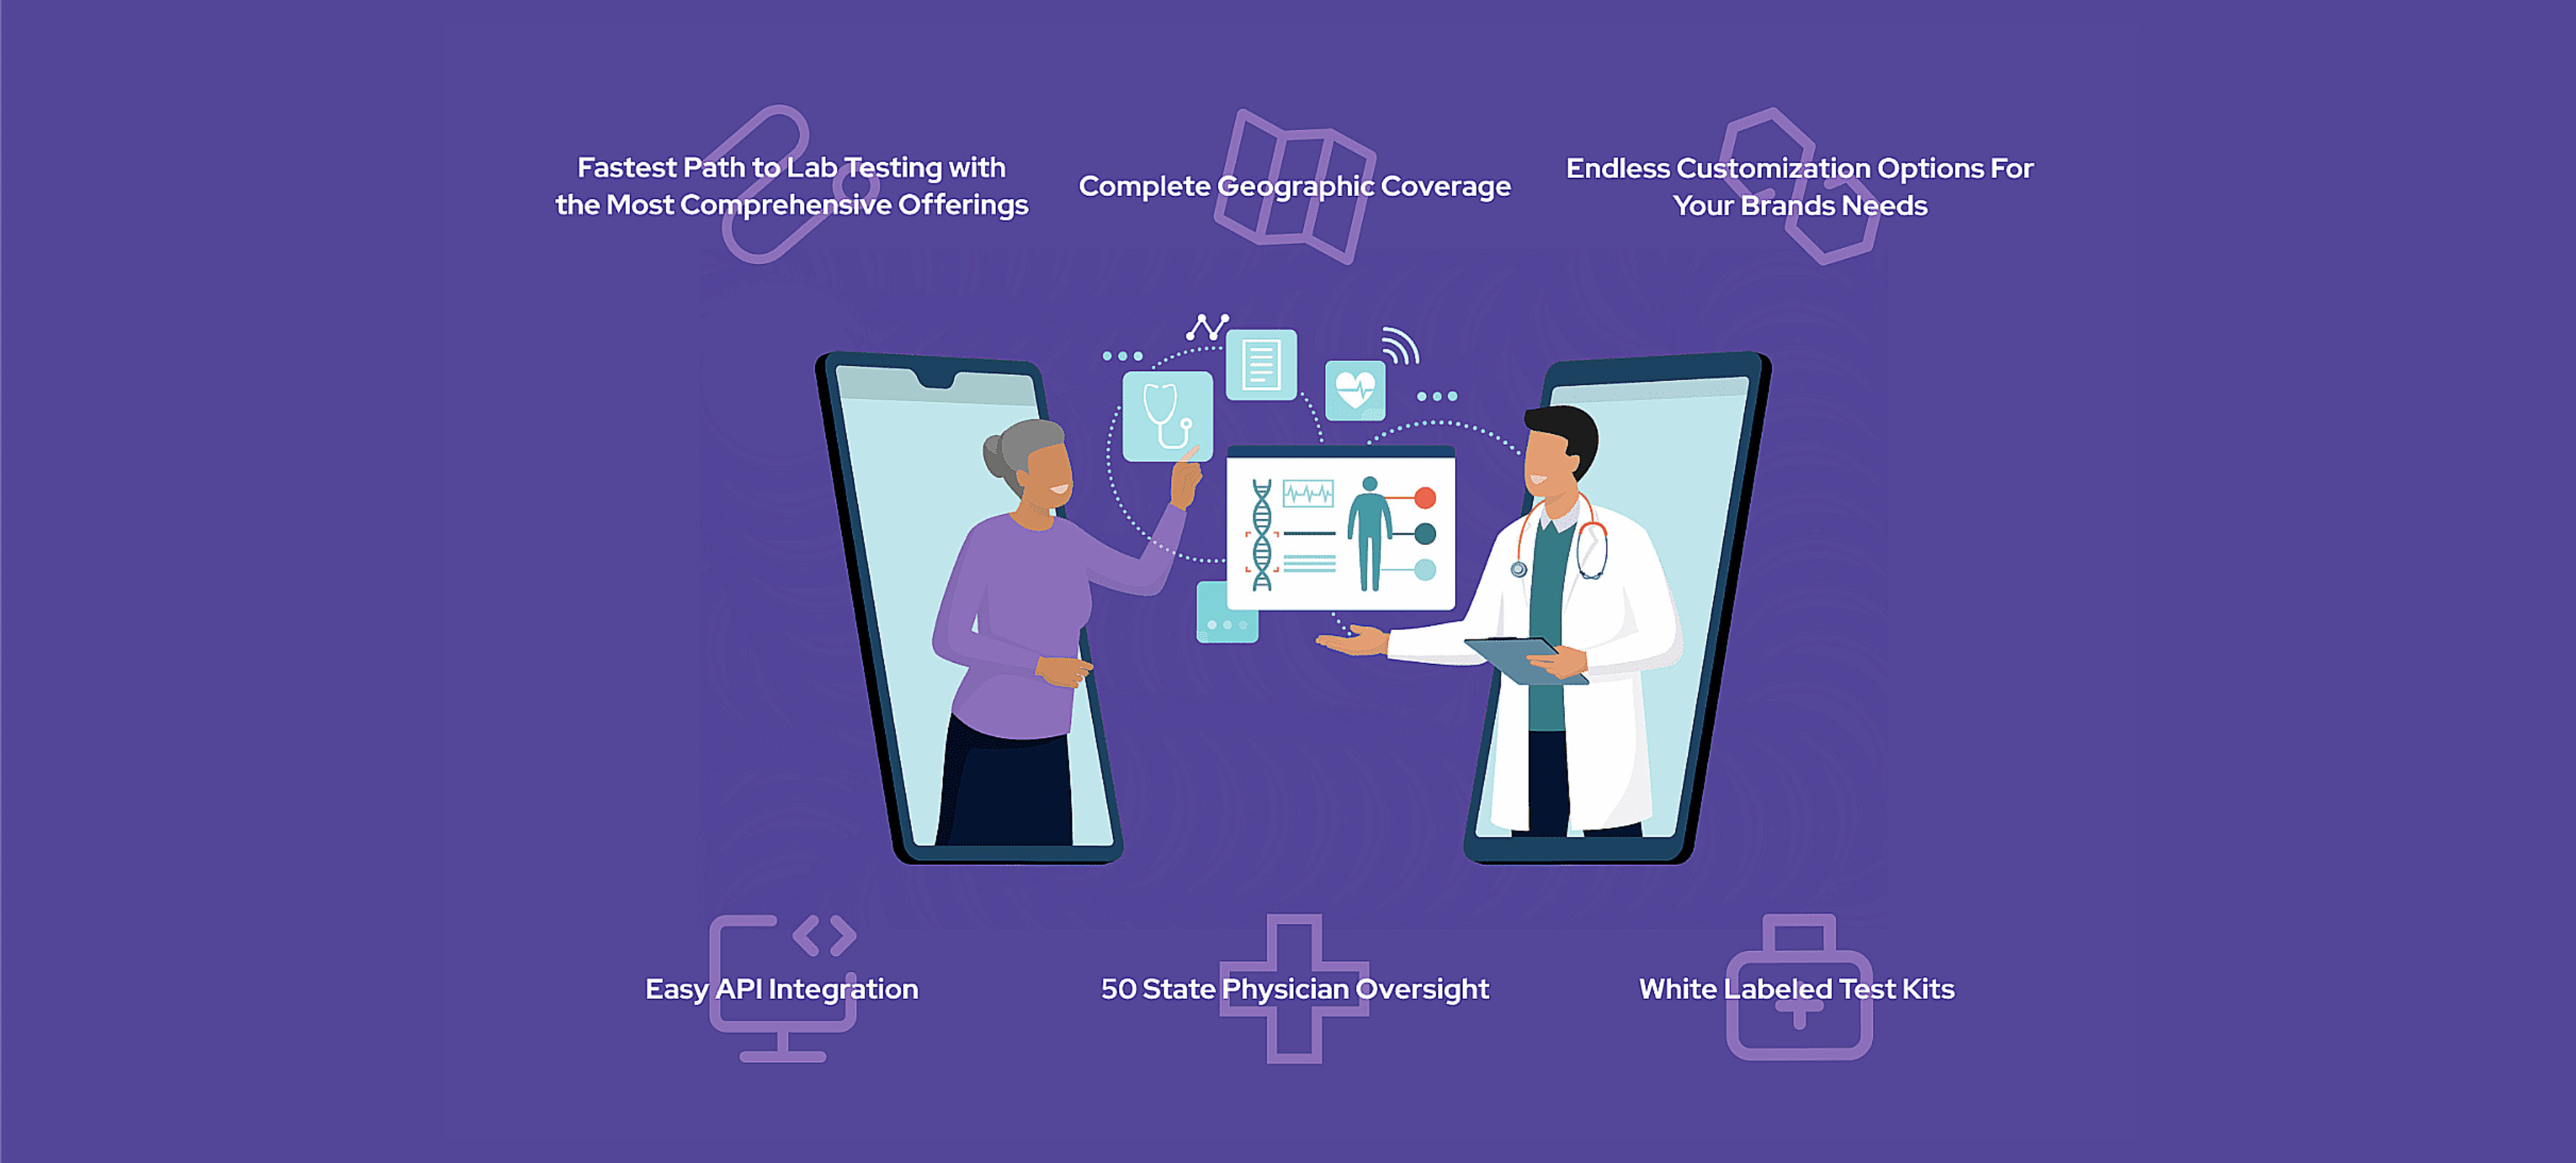 Fastest Path to Lab Testing with
the Most Comprehensive Offerings
Complete Geographic Coverage
Endless Customization Options For
Your Brands Needs
Easy API Integration
50 State Physician Oversight
White Labeled Test Kits